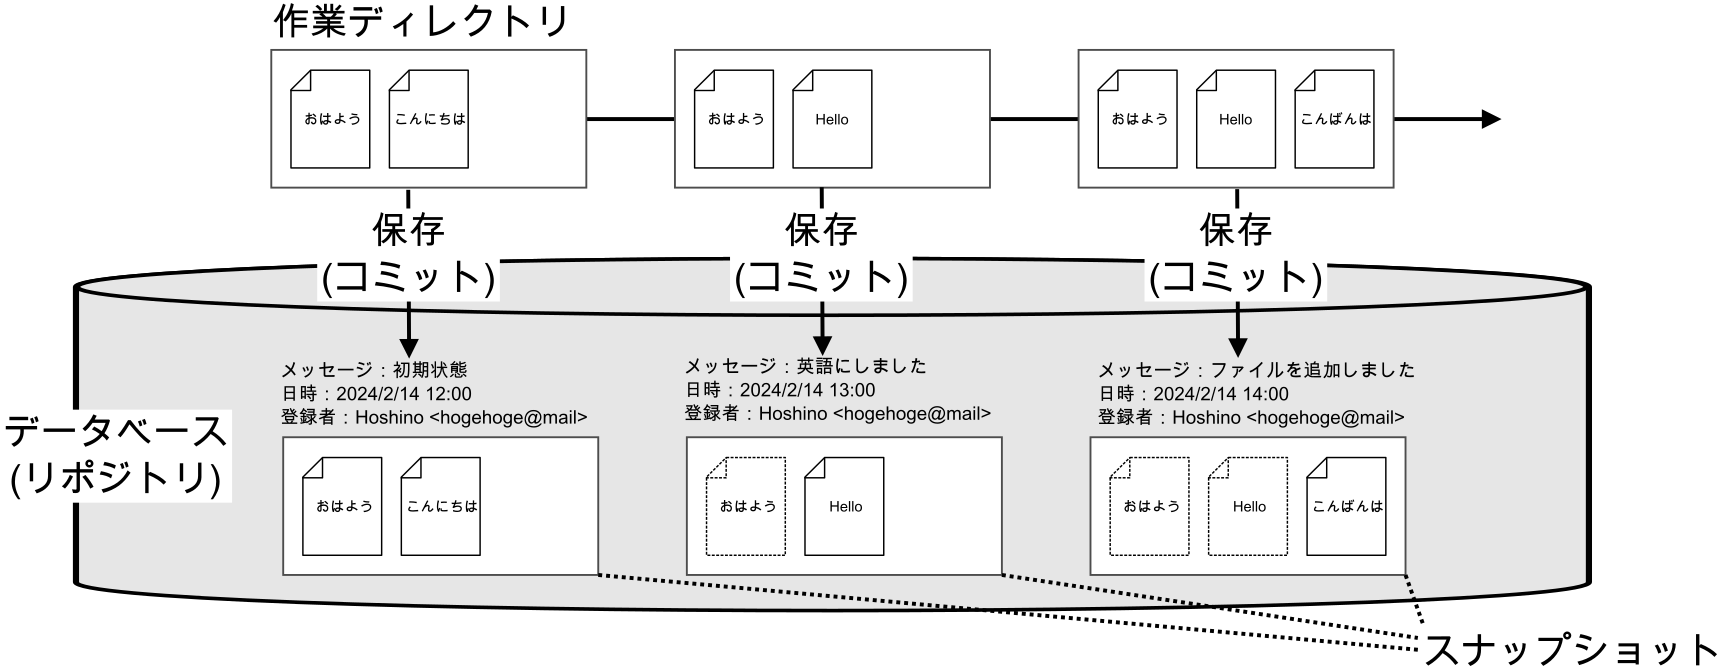 作業ディレクトリ
おはよう
こんにちは
おはよう
Hello
おはよう
Hello
こんばんは
保存
(コミット)
保存
(コミット)
保存
(コミット)
メッセージ：初期状態
日時：2024/2/14 12:00
登録者：Hoshino <hogehoge@mail>
メッセージ：英語にしました
日時：2024/2/14 13:00
登録者：Hoshino <hogehoge@mail>
メッセージ：ファイルを追加しました
日時：2024/2/14 14:00
登録者：Hoshino <hogehoge@mail>
データベース
(リポジトリ)
おはよう
こんにちは
おはよう
Hello
おはよう
Hello
こんばんは
スナップショット